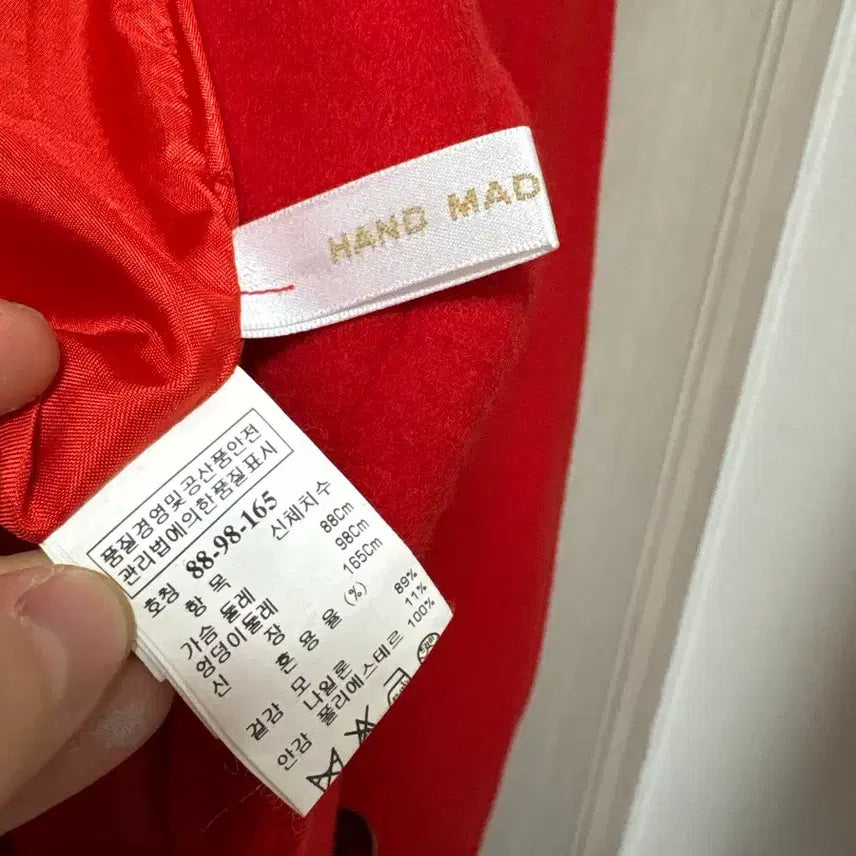 HAND MAD
품질경영및공산품안전
관리법에의한품질표시
호칭 88-98-165
항목 신체치수
가슴둘레 88Cm
엉덩이둘레 98Cm
신 장 165Cm
혼 용 율 (%)
겉감 모 89%
나일론 11%
안감 폴리에스테르 100%